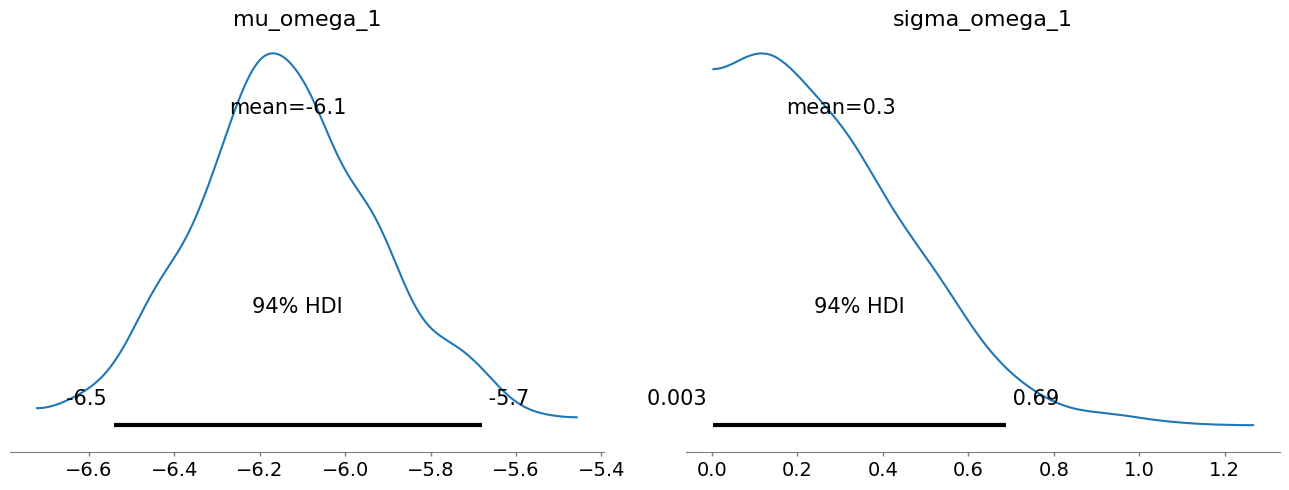 mu_omega_1
mean=-6.1
94% HDI
-6.5 -5.7
−6.6 −6.4 −6.2 −6.0 −5.8 −5.6 −5.4
sigma_omega_1
mean=0.3
94% HDI
0.003 0.69
0.0 0.2 0.4 0.6 0.8 1.0 1.2